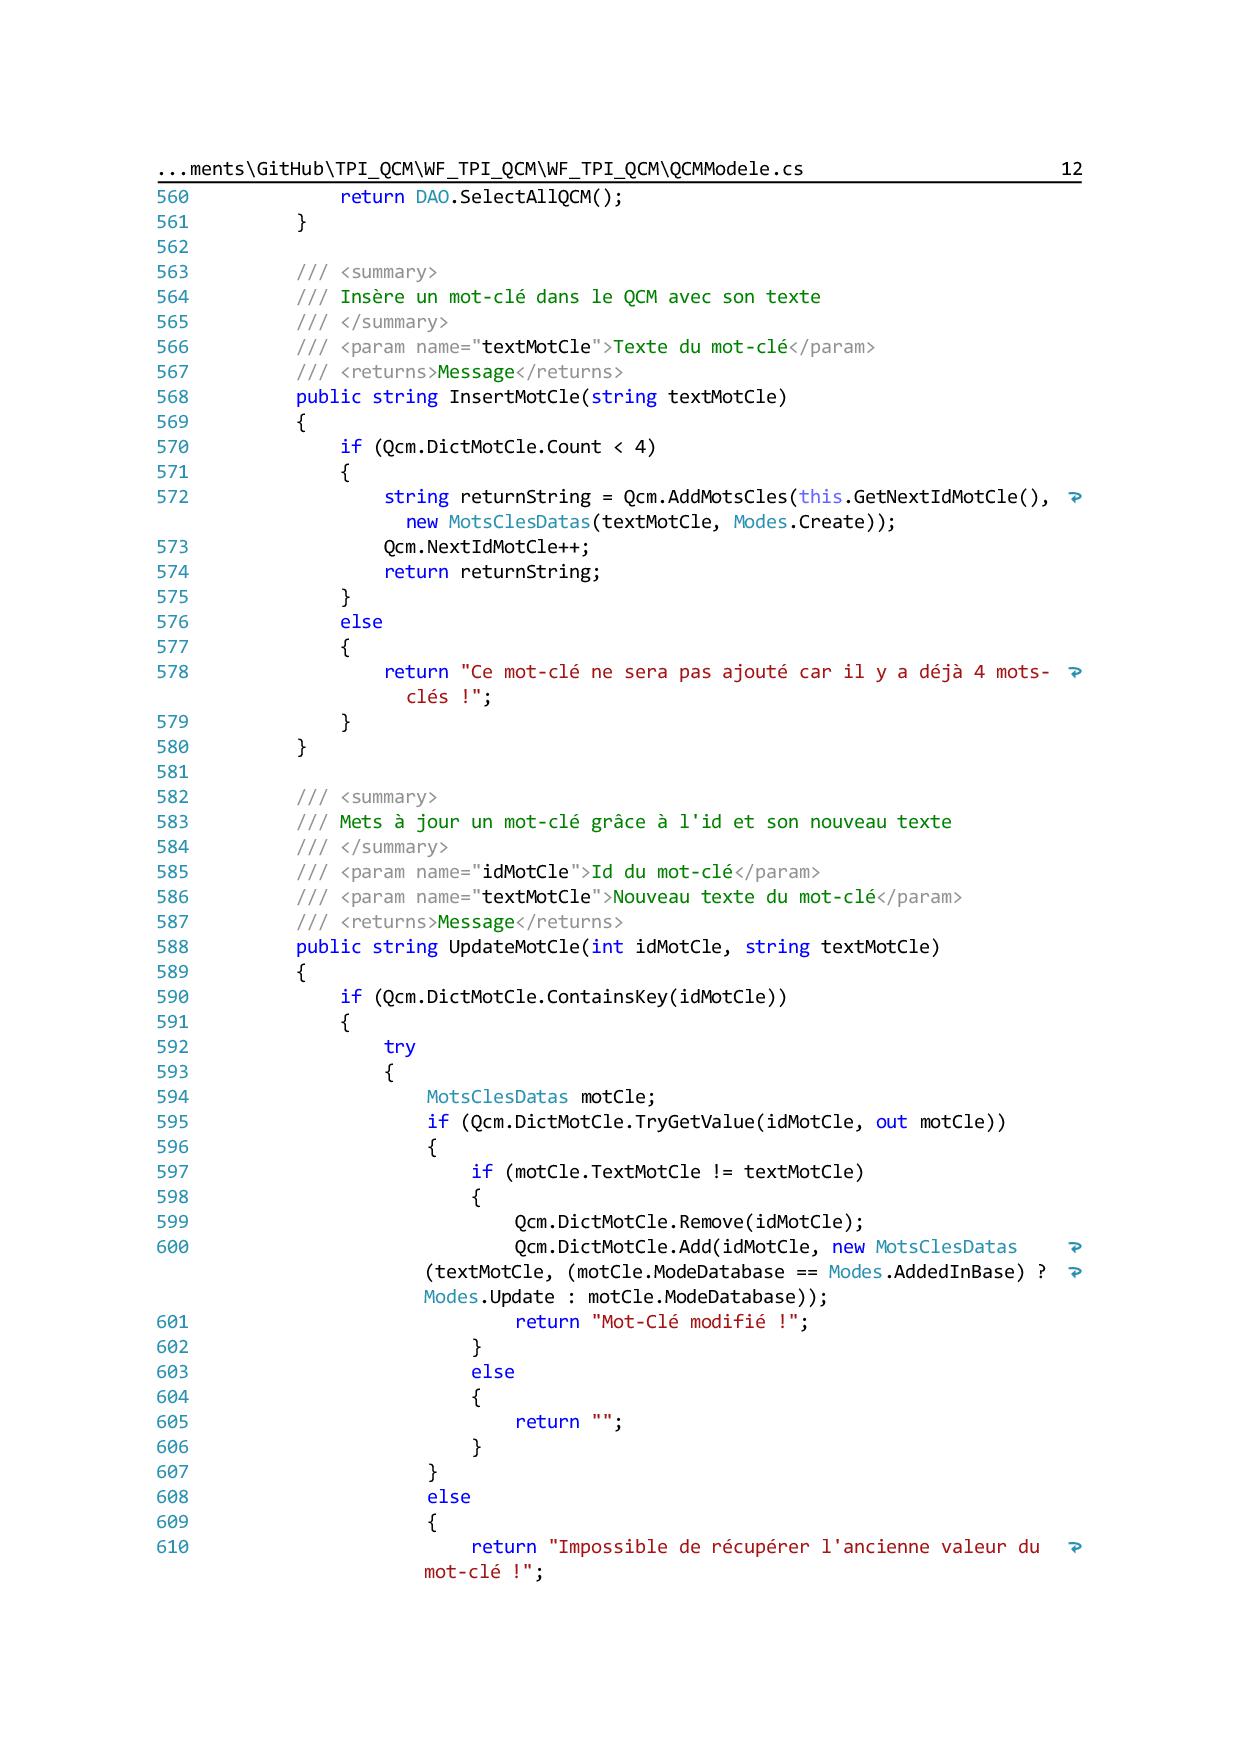 ...ments\GitHub\TPI_QCM\WF_TPI_QCM\WF_TPI_QCM\QCMModele.cs 12
560 return DAO.SelectAllQCM();
561 }
562
563 /// <summary>
564 /// Insère un mot-clé dans le QCM avec son texte
565 /// </summary>
566 /// <param name="textMotCle">Texte du mot-clé</param>
567 /// <returns>Message</returns>
568 public string InsertMotCle(string textMotCle)
569 {
570 if (Qcm.DictMotCle.Count < 4)
571 {
572 string returnString = Qcm.AddMotsCles(this.GetNextIdMotCle(),
new MotsClesDatas(textMotCle, Modes.Create));
573 Qcm.NextIdMotCle++;
574 return returnString;
575 }
576 else
577 {
578 return "Ce mot-clé ne sera pas ajouté car il y a déjà 4 mots-
clés !";
579 }
580 }
581
582 /// <summary>
583 /// Mets à jour un mot-clé grâce à l'id et son nouveau texte
584 /// </summary>
585 /// <param name="idMotCle">Id du mot-clé</param>
586 /// <param name="textMotCle">Nouveau texte du mot-clé</param>
587 /// <returns>Message</returns>
588 public string UpdateMotCle(int idMotCle, string textMotCle)
589 {
590 if (Qcm.DictMotCle.ContainsKey(idMotCle))
591 {
592 try
593 {
594 MotsClesDatas motCle;
595 if (Qcm.DictMotCle.TryGetValue(idMotCle, out motCle))
596 {
597 if (motCle.TextMotCle != textMotCle)
598 {
599 Qcm.DictMotCle.Remove(idMotCle);
600 Qcm.DictMotCle.Add(idMotCle, new MotsClesDatas
(textMotCle, (motCle.ModeDatabase == Modes.AddedInBase) ?
Modes.Update : motCle.ModeDatabase));
601 return "Mot-Clé modifié !";
602 }
603 else
604 {
605 return "";
606 }
607 }
608 else
609 {
610 return "Impossible de récupérer l'ancienne valeur du
mot-clé !";